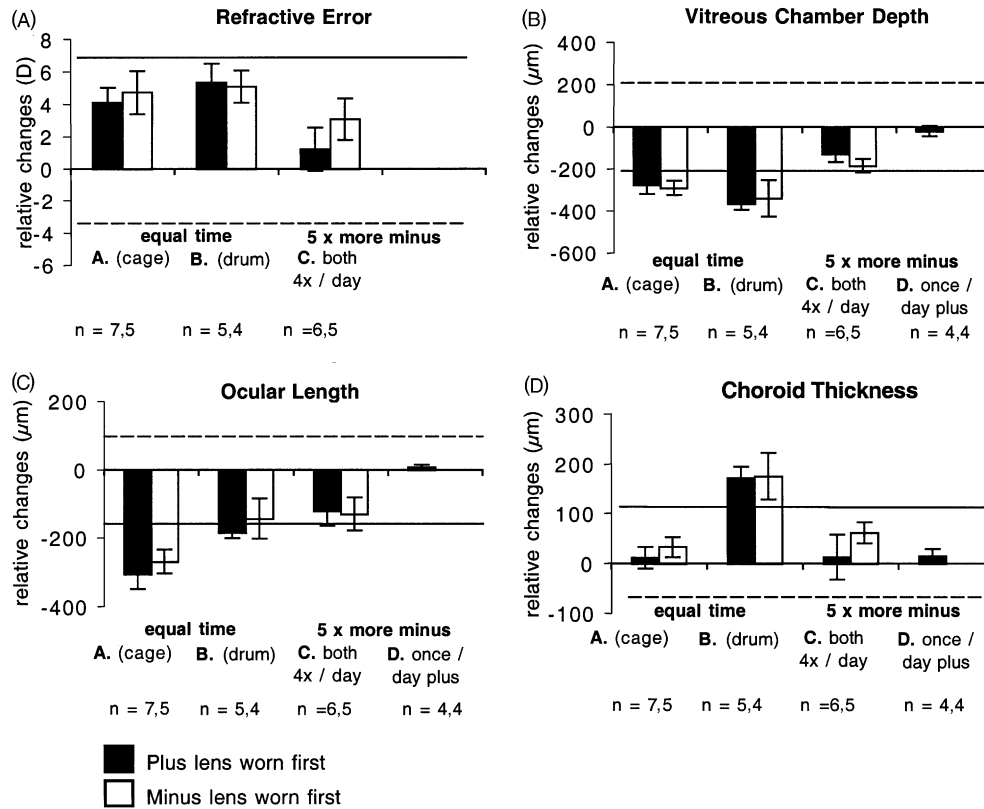 (A) Refractive Error
relative changes (D)
8
6
4
2
0
-2
-4
-6
equal time 5 x more minus
A. (cage) B. (drum) C. both
4x / day
n = 7,5 n = 5,4 n =6,5
(B) Vitreous Chamber Depth
relative changes (µm)
400
200
0
-200
-400
-600
equal time 5 x more minus
A. (cage) B. (drum) C. both D. once /
4x / day day plus
n = 7,5 n = 5,4 n =6,5 n = 4,4
(C) Ocular Length
relative changes (µm)
200
0
-200
-400
equal time 5 x more minus
A. (cage) B. (drum) C. both D. once /
4x / day day plus
n = 7,5 n = 5,4 n =6,5 n = 4,4
(D) Choroid Thickness
relative changes (µm)
300
200
100
0
-100
equal time 5 x more minus
A. (cage) B. (drum) C. both D. once /
4x / day day plus
n = 7,5 n = 5,4 n =6,5 n = 4,4
Plus lens worn first
Minus lens worn first